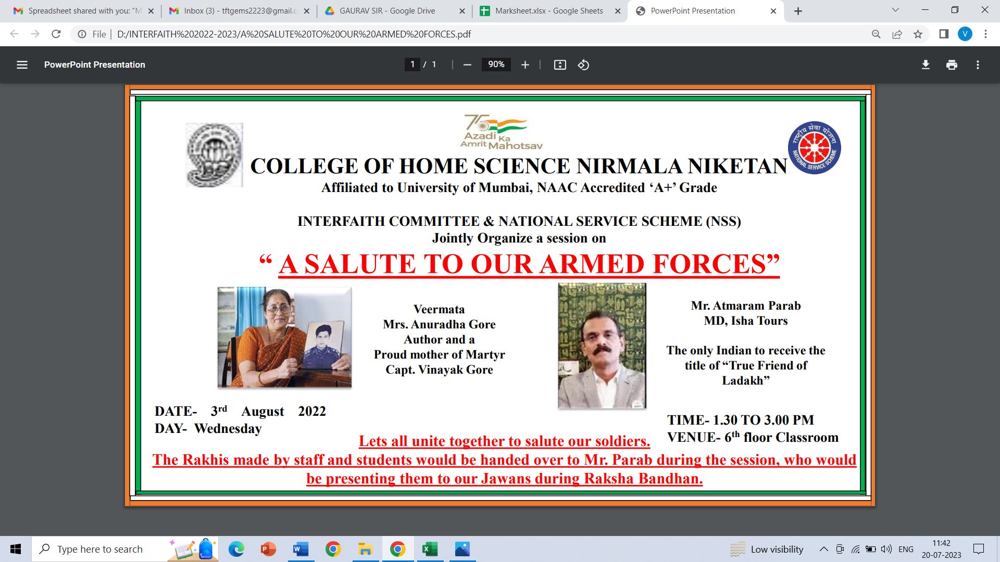 Spreadsheet shared with you: "M
Inbox (3) - tftgems2223@gmail.c
GAURAV SIR - Google Drive
Marksheet.xlsx - Google Sheets
PowerPoint Presentation
File
D:/INTERFAITH%202022-2023/A%20SALUTE%20TO%20OUR%20ARMED%20FORCES.pdf
V
PowerPoint Presentation
1 / 1
90%
75
Azadi Ka
Amrit Mahotsav
राष्ट्रीय सेवा योजना
NATIONAL SERVICE SCHEME
COLLEGE OF HOME SCIENCE NIRMALA NIKETAN
Affiliated to University of Mumbai, NAAC Accredited ‘A+’ Grade
INTERFAITH COMMITTEE & NATIONAL SERVICE SCHEME (NSS)
Jointly Organize a session on
“ A SALUTE TO OUR ARMED FORCES”
Veermata
Mrs. Anuradha Gore
Author and a
Proud mother of Martyr
Capt. Vinayak Gore
Mr. Atmaram Parab
MD, Isha Tours
The only Indian to receive the
title of “True Friend of
Ladakh”
DATE- 3rd August 2022
DAY- Wednesday
TIME- 1.30 TO 3.00 PM
VENUE- 6th floor Classroom
Lets all unite together to salute our soldiers.
The Rakhis made by staff and students would be handed over to Mr. Parab during the session, who would
be presenting them to our Jawans during Raksha Bandhan.
Type here to search
Low visibility
ENG
11:42
20-07-2023